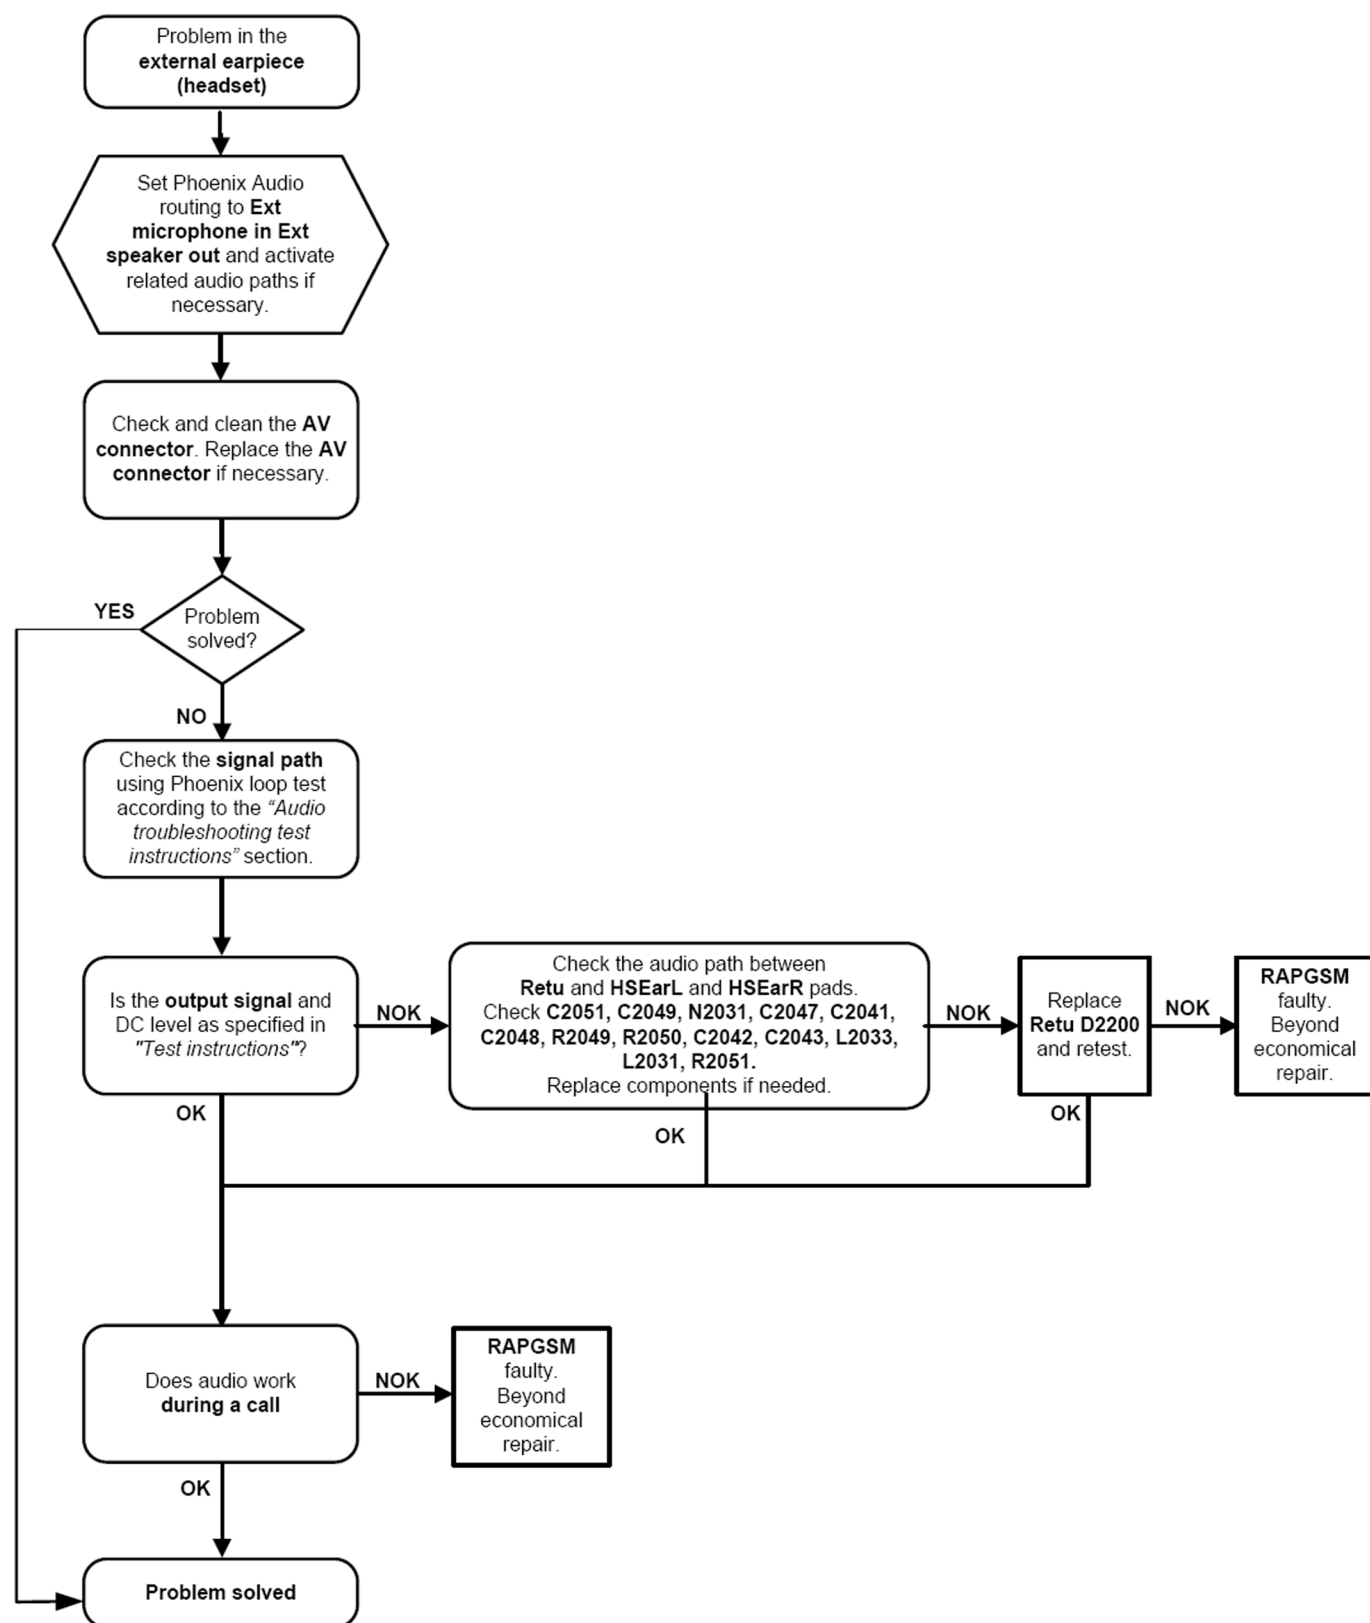 Problem in the
external earpiece
(headset)
Set Phoenix Audio
routing to Ext
microphone in Ext
speaker out and activate
related audio paths if
necessary.
Check and clean the AV
connector. Replace the AV
connector if necessary.
YES
Problem
solved?
NO
Check the signal path
using Phoenix loop test
according to the “Audio
troubleshooting test
instructions” section.
Is the output signal and
DC level as specified in
"Test instructions"?
NOK
Check the audio path between
Retu and HSEarL and HSEarR pads.
Check C2051, C2049, N2031, C2047, C2041,
C2048, R2049, R2050, C2042, C2043, L2033,
L2031, R2051.
Replace components if needed.
NOK
Replace
Retu D2200
and retest.
NOK
RAPGSM
faulty.
Beyond
economical
repair.
OK
OK
OK
Does audio work
during a call
NOK
RAPGSM
faulty.
Beyond
economical
repair.
OK
Problem solved